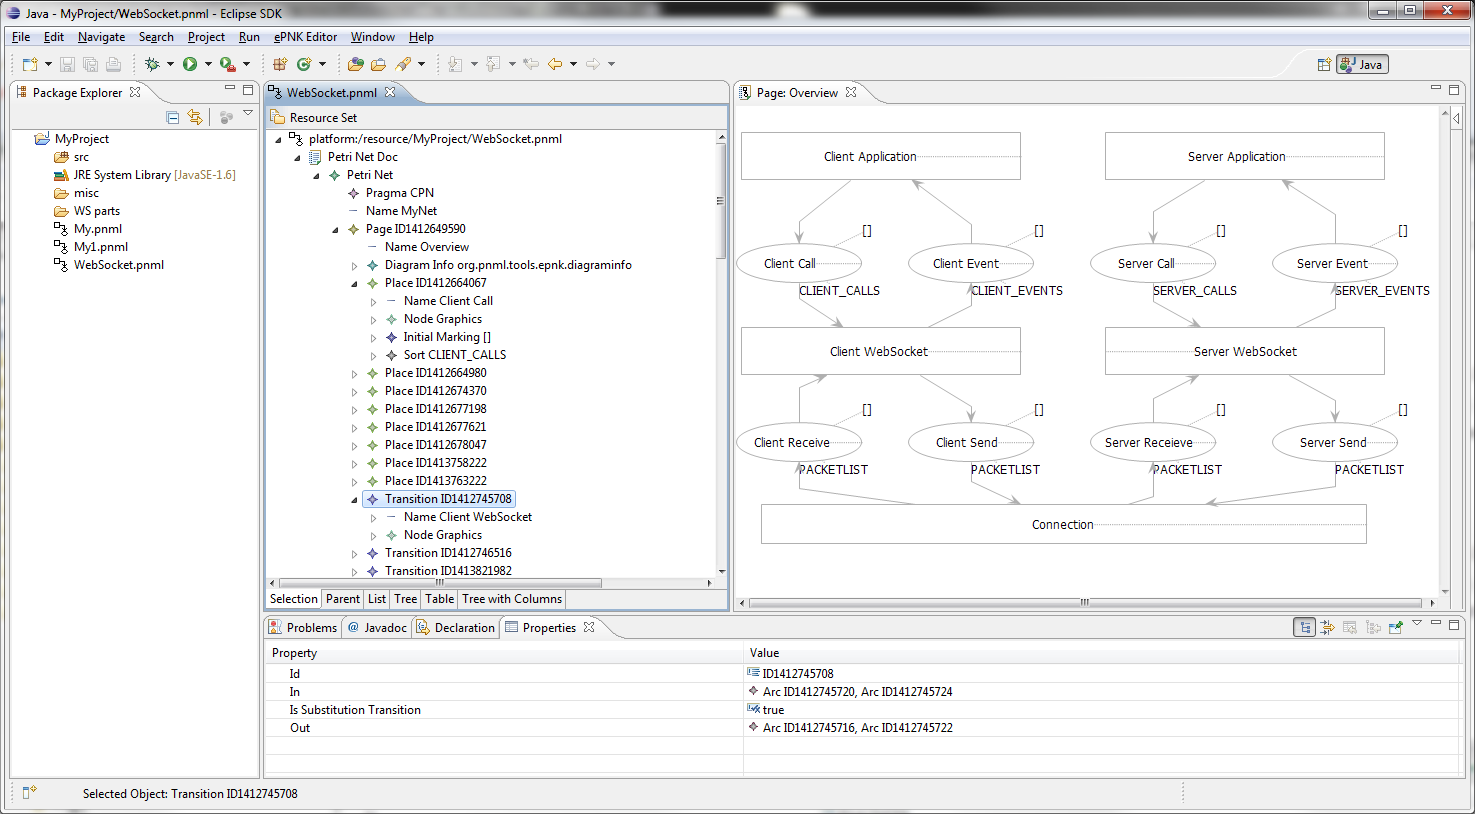 Java - MyProject/WebSocket.pnml - Eclipse SDK
File Edit Navigate Search Project Run ePNK Editor Window Help
Java
Package Explorer
MyProject
src
JRE System Library [JavaSE-1.6]
misc
WS parts
My.pnml
My1.pnml
WebSocket.pnml
WebSocket.pnml
Resource Set
platform:/resource/MyProject/WebSocket.pnml
Petri Net Doc
Petri Net
Pragma CPN
Name MyNet
Page ID1412649590
Name Overview
Diagram Info org.pnml.tools.epnk.diagraminfo
Place ID1412664067
Name Client Call
Node Graphics
Initial Marking []
Sort CLIENT_CALLS
Place ID1412664980
Place ID1412674370
Place ID1412677198
Place ID1412677621
Place ID1412678047
Place ID1413758222
Place ID1413763222
Transition ID1412745708
Name Client WebSocket
Node Graphics
Transition ID1412746516
Transition ID1413821982
Selection Parent List Tree Table Tree with Columns
Page: Overview
Client Application Server Application
[] [] [] []
Client Call Client Event Server Call Server Event
CLIENT_CALLS CLIENT_EVENTS SERVER_CALLS SERVER_EVENTS
Client WebSocket Server WebSocket
[] [] [] []
Client Receive Client Send Server Receieve Server Send
PACKETLIST PACKETLIST PACKETLIST PACKETLIST
Connection
Problems @ Javadoc Declaration Properties
Property Value
Id ID1412745708
In Arc ID1412745720, Arc ID1412745724
Is Substitution Transition true
Out Arc ID1412745716, Arc ID1412745722
Selected Object: Transition ID1412745708